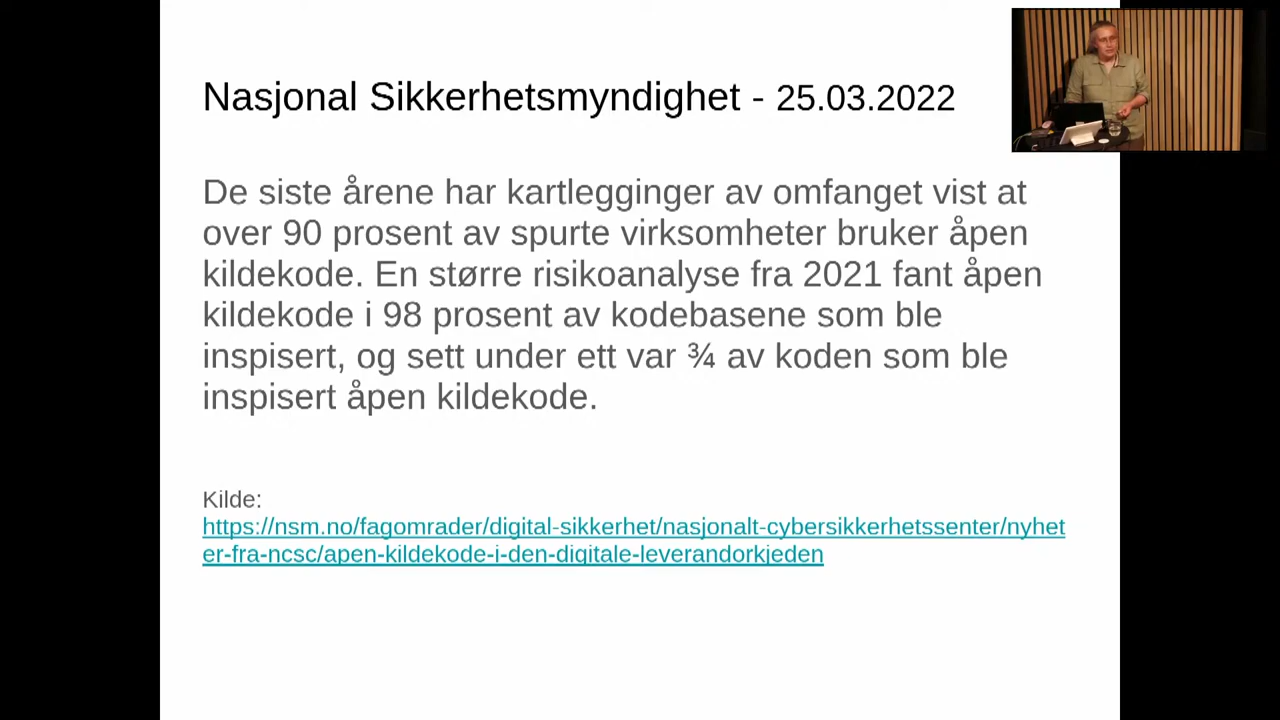 Nasjonal Sikkerhetsmyndighet - 25.03.2022
De siste årene har kartlegginger av omfanget vist at
over 90 prosent av spurte virksomheter bruker åpen
kildekode. En større risikoanalyse fra 2021 fant åpen
kildekode i 98 prosent av kodebasene som ble
inspisert, og sett under ett var ¾ av koden som ble
inspisert åpen kildekode.
Kilde:
https://nsm.no/fagomrader/digital-sikkerhet/nasjonalt-cybersikkerhetssenter/nyhet
er-fra-ncsc/apen-kildekode-i-den-digitale-leverandorkjeden